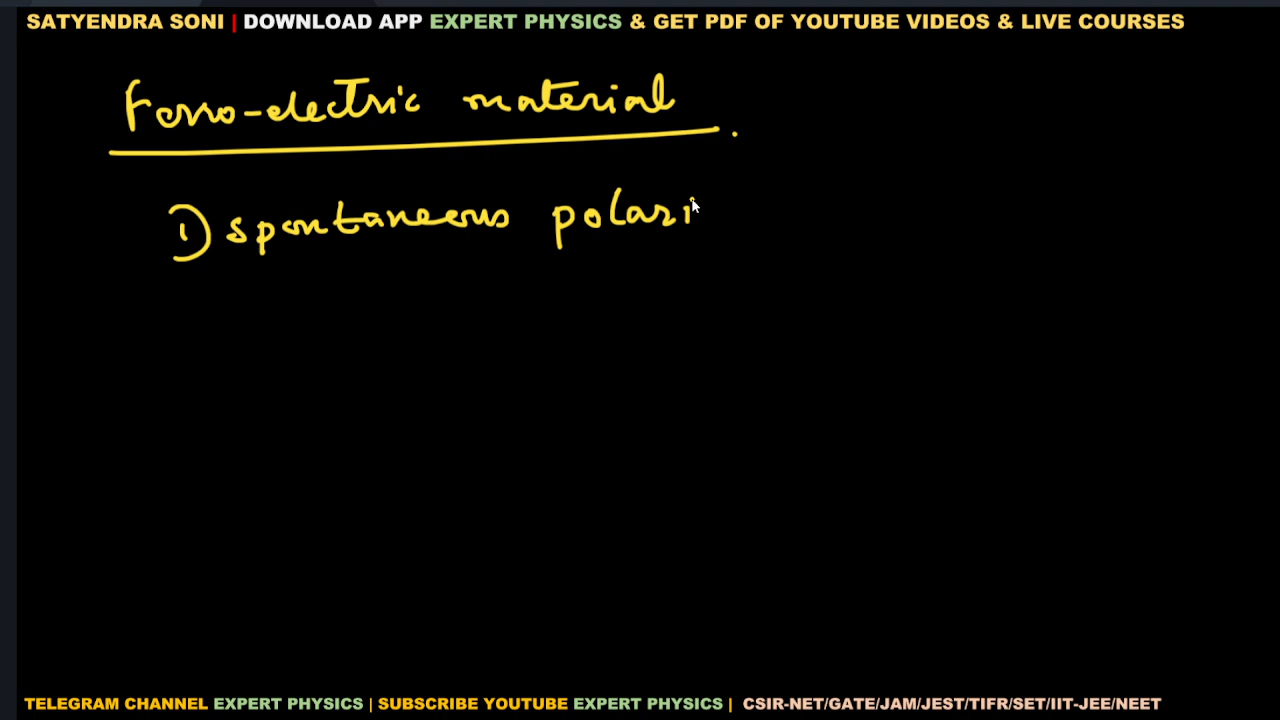 SATYENDRA SONI | DOWNLOAD APP EXPERT PHYSICS & GET PDF OF YOUTUBE VIDEOS & LIVE COURSES
Ferro-electric material.
1) spontaneous polari
TELEGRAM CHANNEL EXPERT PHYSICS | SUBSCRIBE YOUTUBE EXPERT PHYSICS | CSIR-NET/GATE/JAM/JEST/TIFR/SET/IIT-JEE/NEET